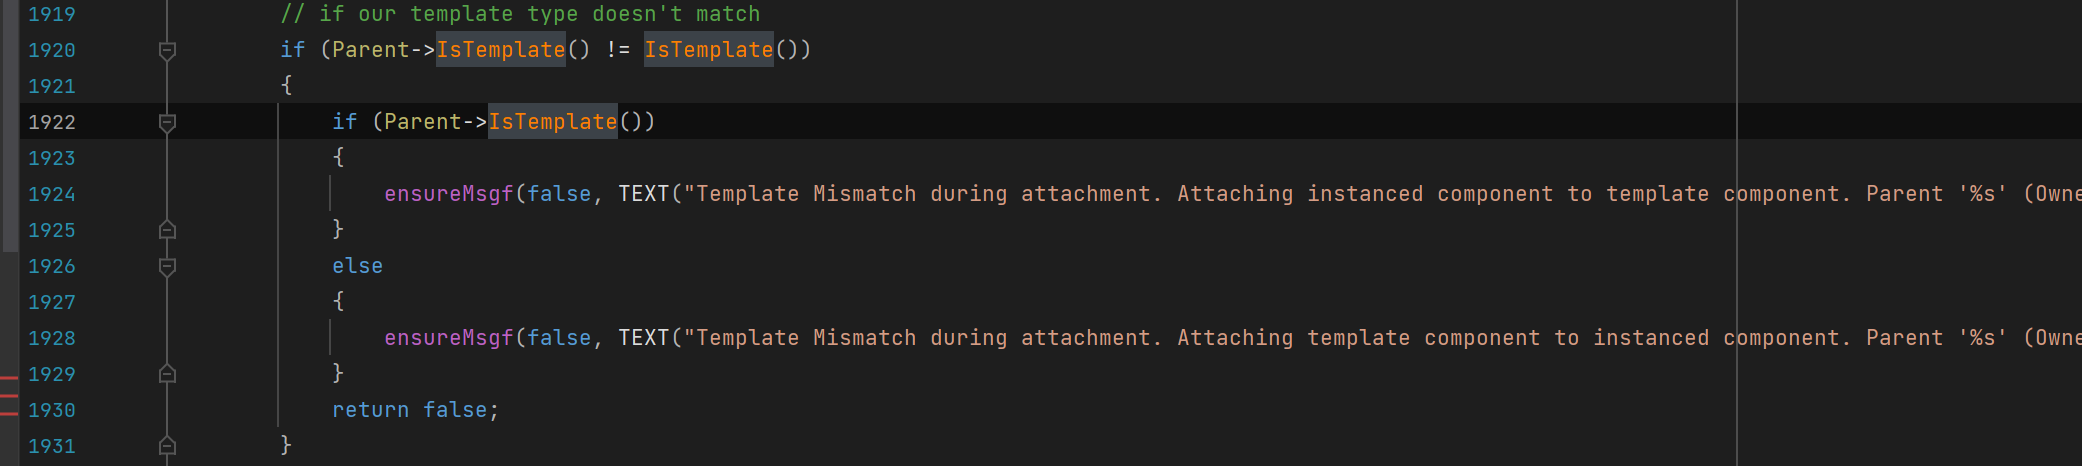 1919 // if our template type doesn't match
1920 if (Parent->IsTemplate() != IsTemplate())
1921 {
1922 if (Parent->IsTemplate())
1923 {
1924 ensureMsgf(false, TEXT("Template Mismatch during attachment. Attaching instanced component to template component. Parent '%s' (Owne
1925 }
1926 else
1927 {
1928 ensureMsgf(false, TEXT("Template Mismatch during attachment. Attaching template component to instanced component. Parent '%s' (Owne
1929 }
1930 return false;
1931 }